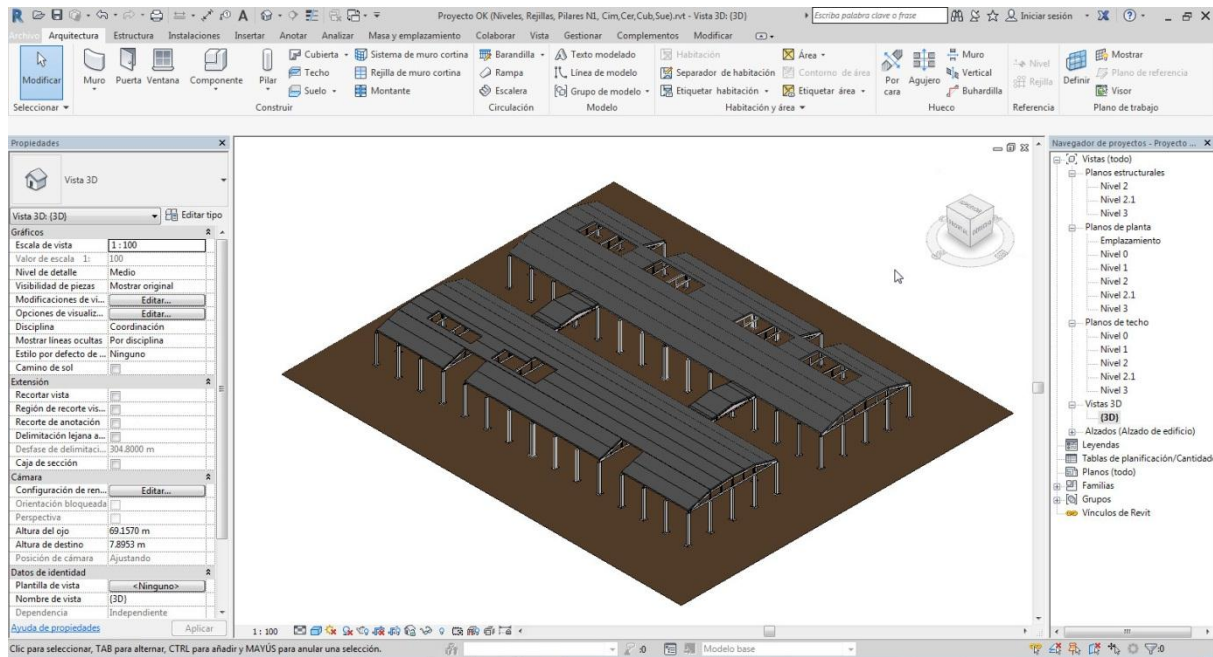 Proyecto OK (Niveles, Rejillas, Pilares N1, Cim,Cer,Cub,Sue).rvt - Vista 3D: {3D}
Escriba palabra clave o frase
Iniciar sesión
Archivo Arquitectura Estructura Instalaciones Insertar Anotar Analizar Masa y emplazamiento Colaborar Vista Gestionar Complementos Modificar
Cubierta Sistema de muro cortina Barandilla Texto modelado Habitación Área Muro Nivel Mostrar
Techo Rejilla de muro cortina Rampa Línea de modelo Separador de habitación Contorno de área Vertical Rejilla Plano de referencia
Suelo Montante Escalera Grupo de modelo Etiquetar habitación Etiquetar área Buhardilla Visor
Modificar Muro Puerta Ventana Componente Pilar Por cara Agujero Definir
Seleccionar Construir Circulación Modelo Habitación y área Hueco Referencia Plano de trabajo
Propiedades
Vista 3D
Vista 3D: {3D} Editar tipo
Gráficos
Escala de vista 1 : 100
Valor de escala 1: 100
Nivel de detalle Medio
Visibilidad de piezas Mostrar original
Modificaciones de vi... Editar...
Opciones de visualiz... Editar...
Disciplina Coordinación
Mostrar líneas ocultas Por disciplina
Estilo por defecto de ... Ninguno
Camino de sol
Extensión
Recortar vista
Región de recorte vis...
Recorte de anotación
Delimitación lejana a...
Desfase de delimitaci... 304.8000 m
Caja de sección
Cámara
Configuración de ren... Editar...
Orientación bloqueada
Perspectiva
Altura del ojo 69.1570 m
Altura de destino 7.8953 m
Posición de cámara Ajustando
Datos de identidad
Plantilla de vista <Ninguno>
Nombre de vista {3D}
Dependencia Independiente
Ayuda de propiedades Aplicar
Navegador de proyectos - Proyecto ...
Vistas (todo)
Planos estructurales
Nivel 2
Nivel 2.1
Nivel 3
Planos de planta
Emplazamiento
Nivel 0
Nivel 1
Nivel 2
Nivel 2.1
Nivel 3
Planos de techo
Nivel 0
Nivel 1
Nivel 2
Nivel 2.1
Nivel 3
Vistas 3D
{3D}
Alzados (Alzado de edificio)
Leyendas
Tablas de planificación/Cantidad
Planos (todo)
Familias
Grupos
Vínculos de Revit
1 : 100
Clic para seleccionar, TAB para alternar, CTRL para añadir y MAYÚS para anular una selección.
:0 Modelo base :0